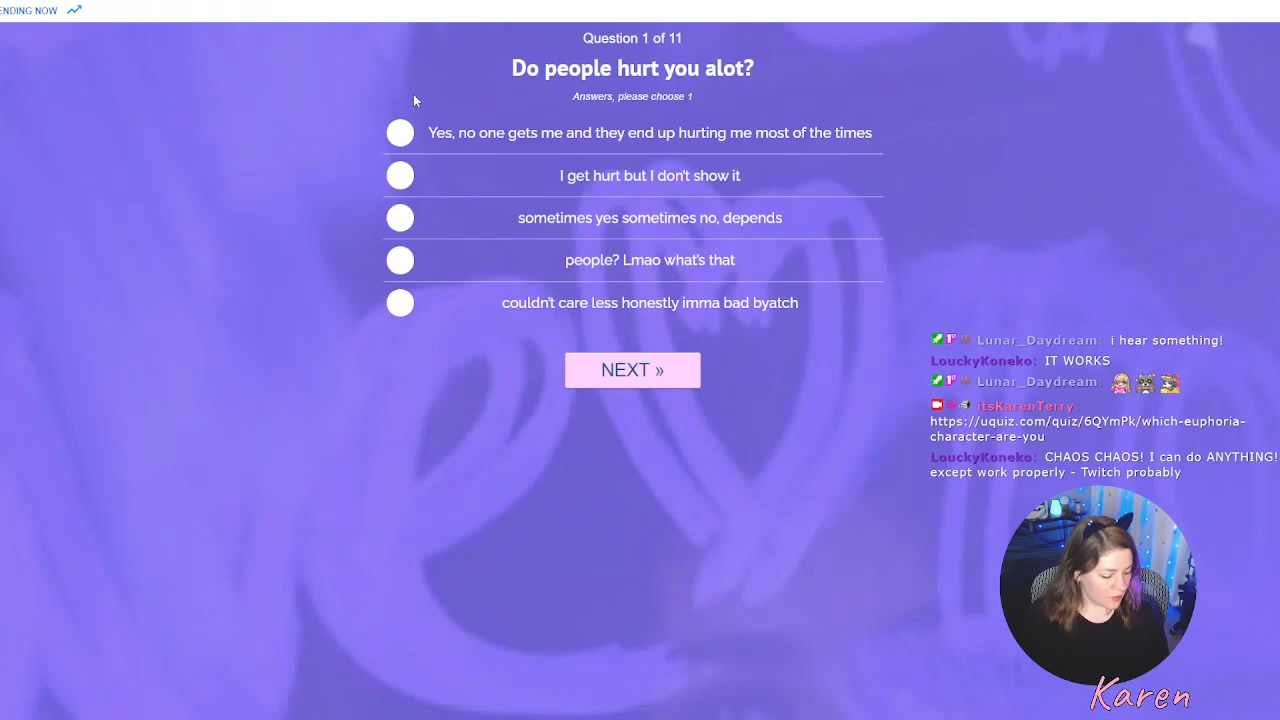 ENDING NOW
Question 1 of 11
Do people hurt you alot?
Answers, please choose 1
Yes, no one gets me and they end up hurting me most of the times
I get hurt but I don't show it
sometimes yes sometimes no, depends
people? Lmao what's that
couldn't care less honestly imma bad byatch
NEXT »
Lunar_Daydream: i hear something!
LouckyKoneko: IT WORKS
Lunar_Daydream:
ItsKarenTerry:
https://uquiz.com/quiz/6QYmPk/which-euphoria-
character-are-you
LouckyKoneko: CHAOS CHAOS! I can do ANYTHING!
except work properly - Twitch probably
Karen